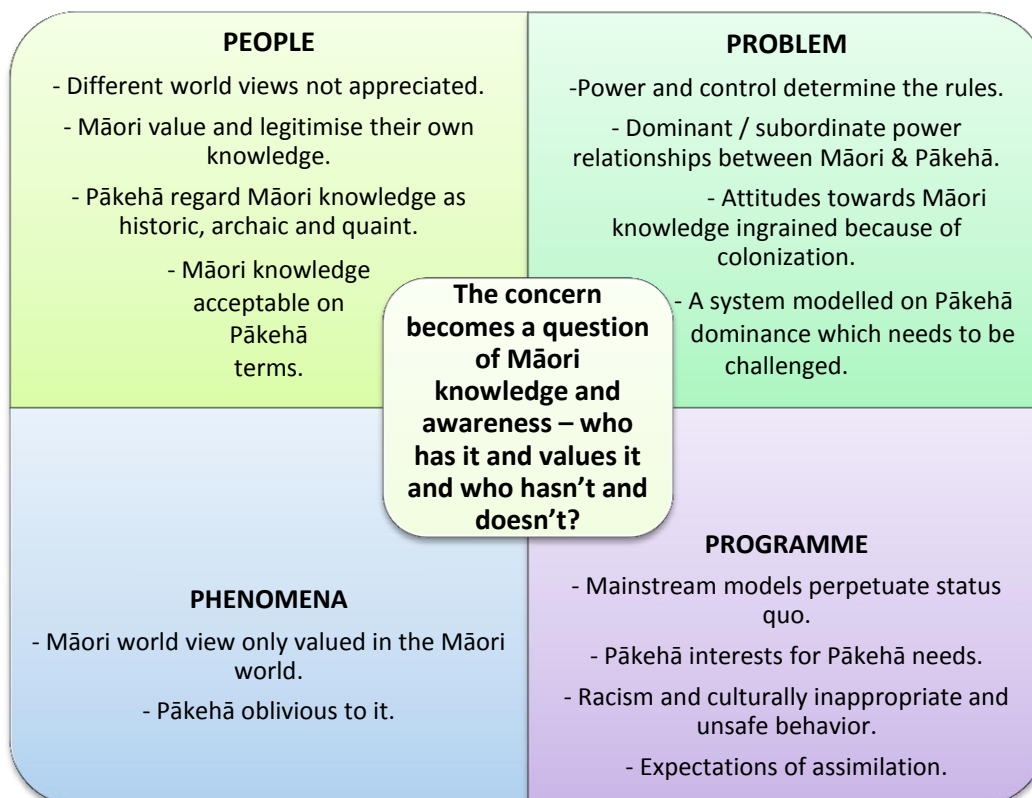 PEOPLE
- Different world views not appreciated.
- Māori value and legitimise their own
knowledge.
- Pākehā regard Māori knowledge as
historic, archaic and quaint.
- Māori knowledge
acceptable on
Pākehā
terms.
PROBLEM
-Power and control determine the rules.
- Dominant / subordinate power
relationships between Māori & Pākehā.
- Attitudes towards Māori
knowledge ingrained because of
colonization.
- A system modelled on Pākehā
dominance which needs to be
challenged.
The concern
becomes a question
of Māori
knowledge and
awareness – who
has it and values it
and who hasn’t and
doesn’t?
PHENOMENA
- Māori world view only valued in the Māori
world.
- Pākehā oblivious to it.
PROGRAMME
- Mainstream models perpetuate status
quo.
- Pākehā interests for Pākehā needs.
- Racism and culturally inappropriate and
unsafe behavior.
- Expectations of assimilation.